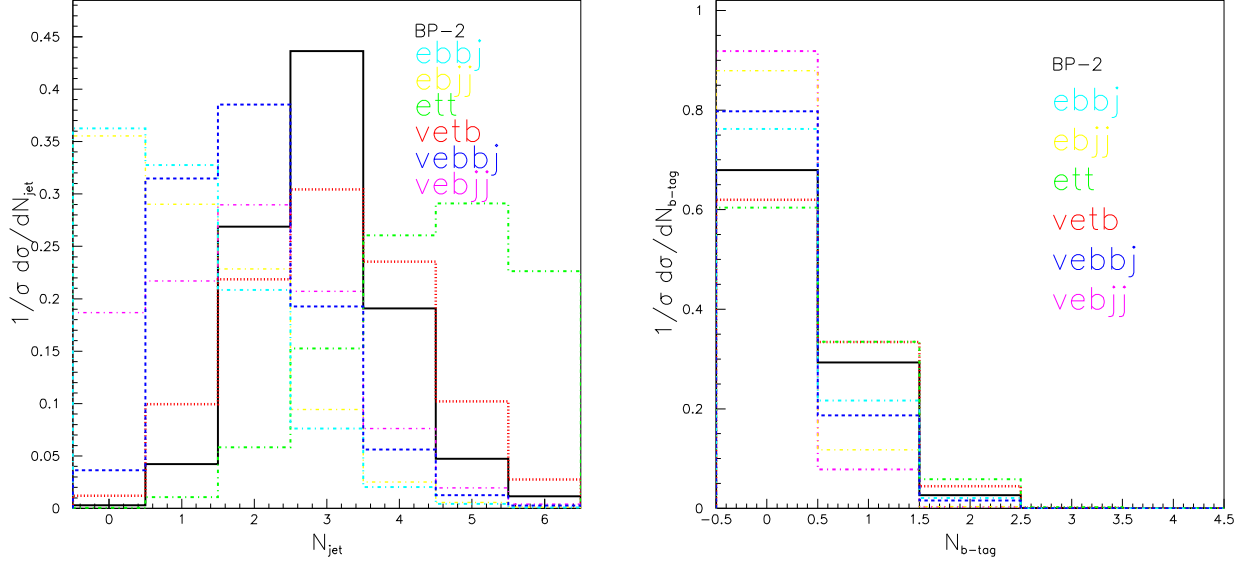 1/σ dσ/dN_jet
0.45
0.4
0.35
0.3
0.25
0.2
0.15
0.1
0.05
0
0 1 2 3 4 5 6
N_jet
BP-2
ebbj
ebjj
ett
vetb
vebbj
vebjj
1/σ dσ/dN_b-tag
1
0.8
0.6
0.4
0.2
0
-0.5 0 0.5 1 1.5 2 2.5 3 3.5 4 4.5
N_b-tag
BP-2
ebbj
ebjj
ett
vetb
vebbj
vebjj